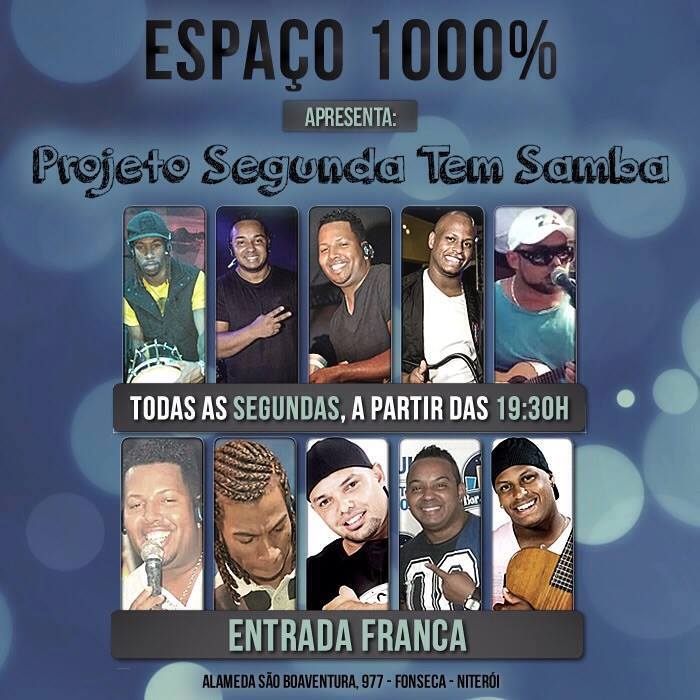 ESPAÇO 1000%
APRESENTA:
Projeto Segunda Tem Samba
TODAS AS SEGUNDAS, A PARTIR DAS 19:30H
ENTRADA FRANCA
ALAMEDA SÃO BOAVENTURA, 977 - FONSECA - NITERÓI